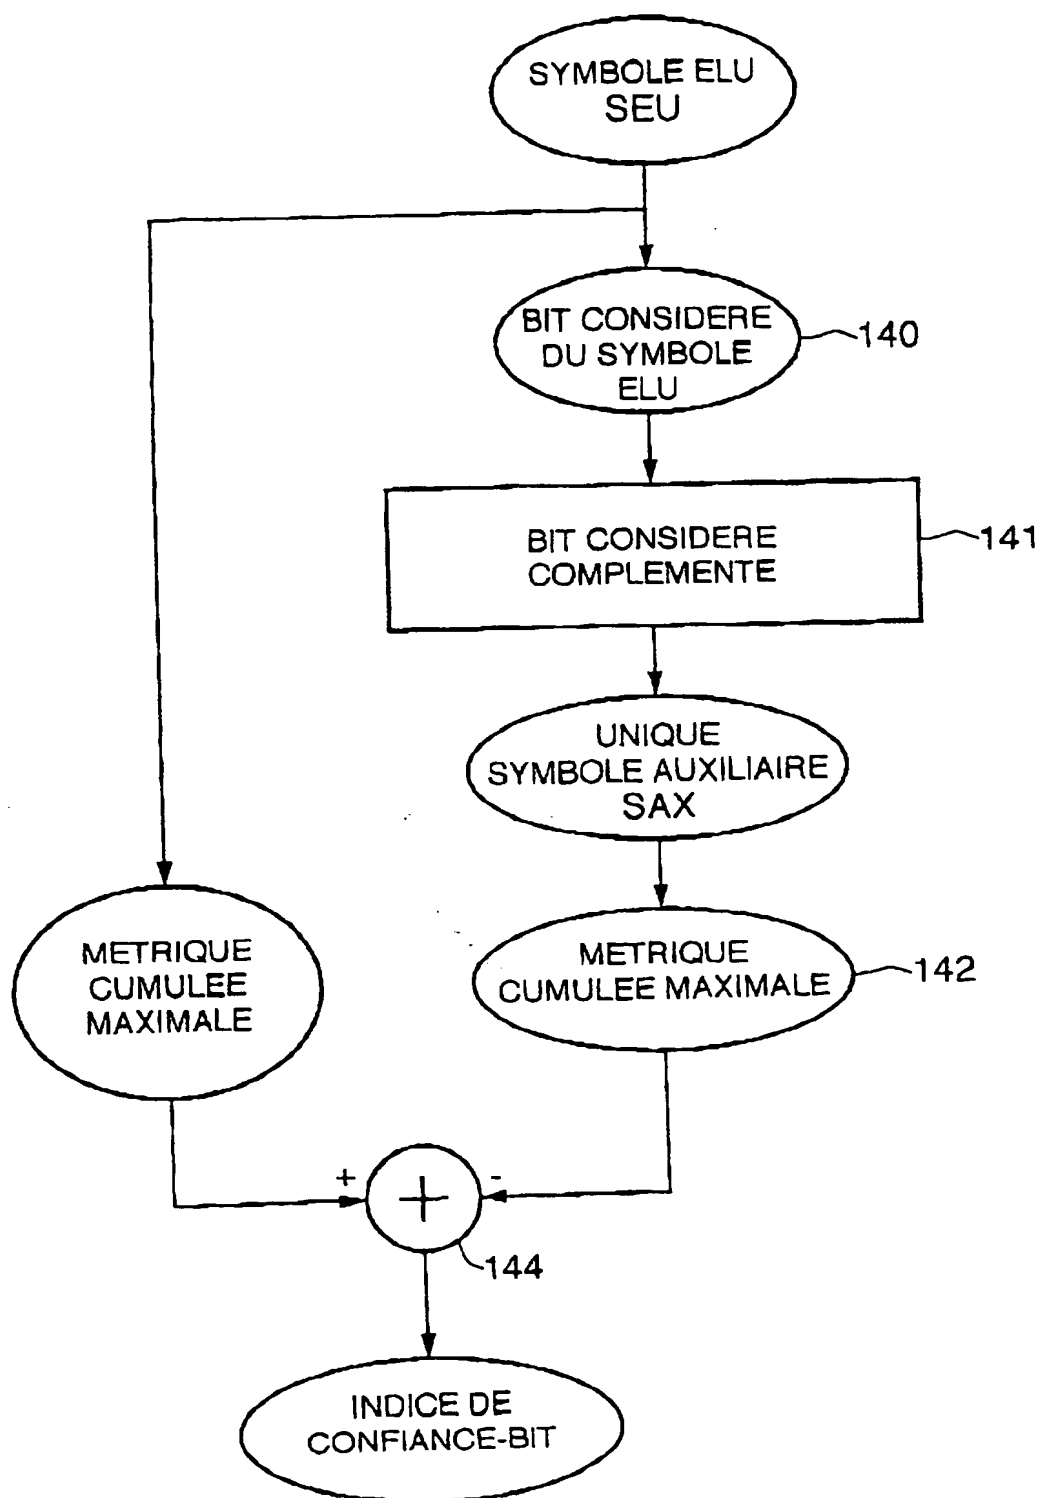 SYMBOLE ELU
SEU
BIT CONSIDERE
DU SYMBOLE
ELU
140
BIT CONSIDERE
COMPLEMENTE
141
UNIQUE
SYMBOLE AUXILIAIRE
SAX
METRIQUE
CUMULEE
MAXIMALE
METRIQUE
CUMULEE MAXIMALE
142
+
-
+
144
INDICE DE
CONFIANCE-BIT